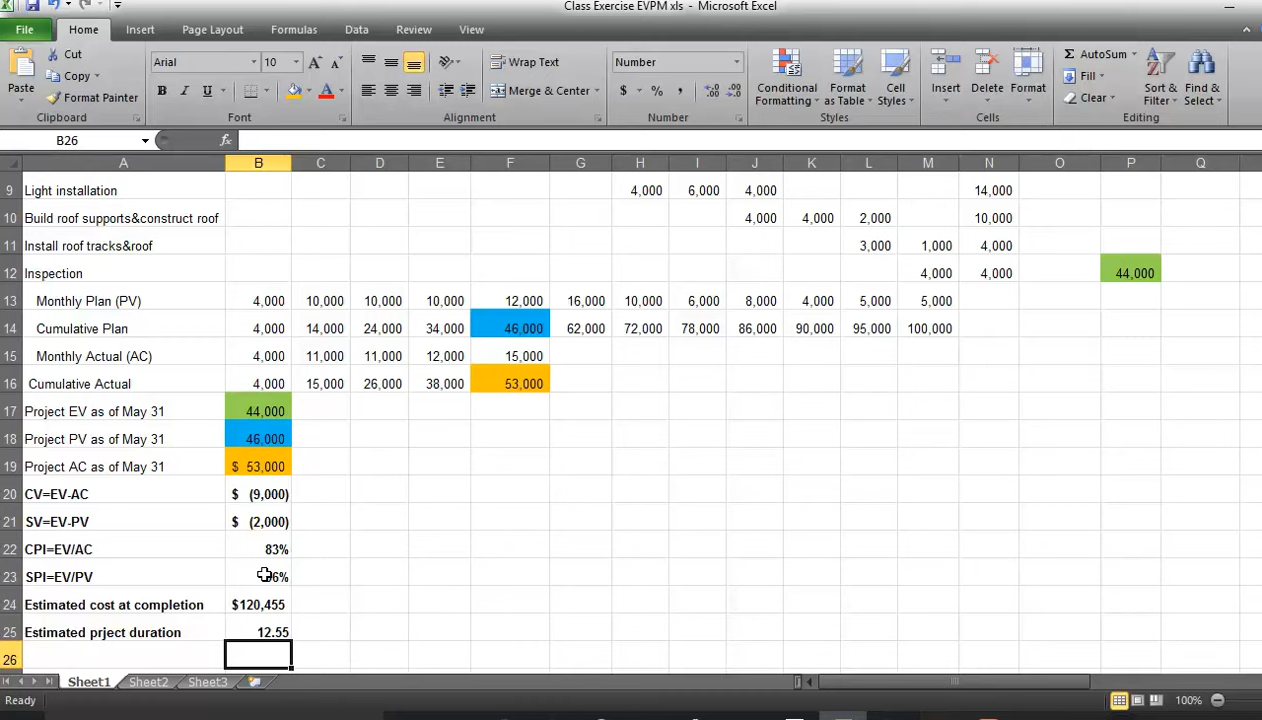 Class Exercise EVPM xls - Microsoft Excel
File Home Insert Page Layout Formulas Data Review View
Paste
Cut
Copy
Format Painter
Clipboard
Arial 10
B I U
Font
Wrap Text
Merge & Center
Alignment
Number
$ % ,
Number
Conditional Formatting
Format as Table
Cell Styles
Styles
Insert Delete Format
Cells
AutoSum
Fill
Clear
Sort & Filter
Find & Select
Editing
B26 fx
A B C D E F G H I J K L M N O P Q
9 Light installation 4,000 6,000 4,000 14,000
10 Build roof supports&construct roof 4,000 4,000 2,000 10,000
11 Install roof tracks&roof 3,000 1,000 4,000
12 Inspection 4,000 4,000 44,000
13 Monthly Plan (PV) 4,000 10,000 10,000 10,000 12,000 16,000 10,000 6,000 8,000 4,000 5,000 5,000
14 Cumulative Plan 4,000 14,000 24,000 34,000 46,000 62,000 72,000 78,000 86,000 90,000 95,000 100,000
15 Monthly Actual (AC) 4,000 11,000 11,000 12,000 15,000
16 Cumulative Actual 4,000 15,000 26,000 38,000 53,000
17 Project EV as of May 31 44,000
18 Project PV as of May 31 46,000
19 Project AC as of May 31 $ 53,000
20 CV=EV-AC $ (9,000)
21 SV=EV-PV $ (2,000)
22 CPI=EV/AC 83%
23 SPI=EV/PV
24 Estimated cost at completion $120,455
25 Estimated prject duration 12.55
26
Sheet1 Sheet2 Sheet3
Ready 100%